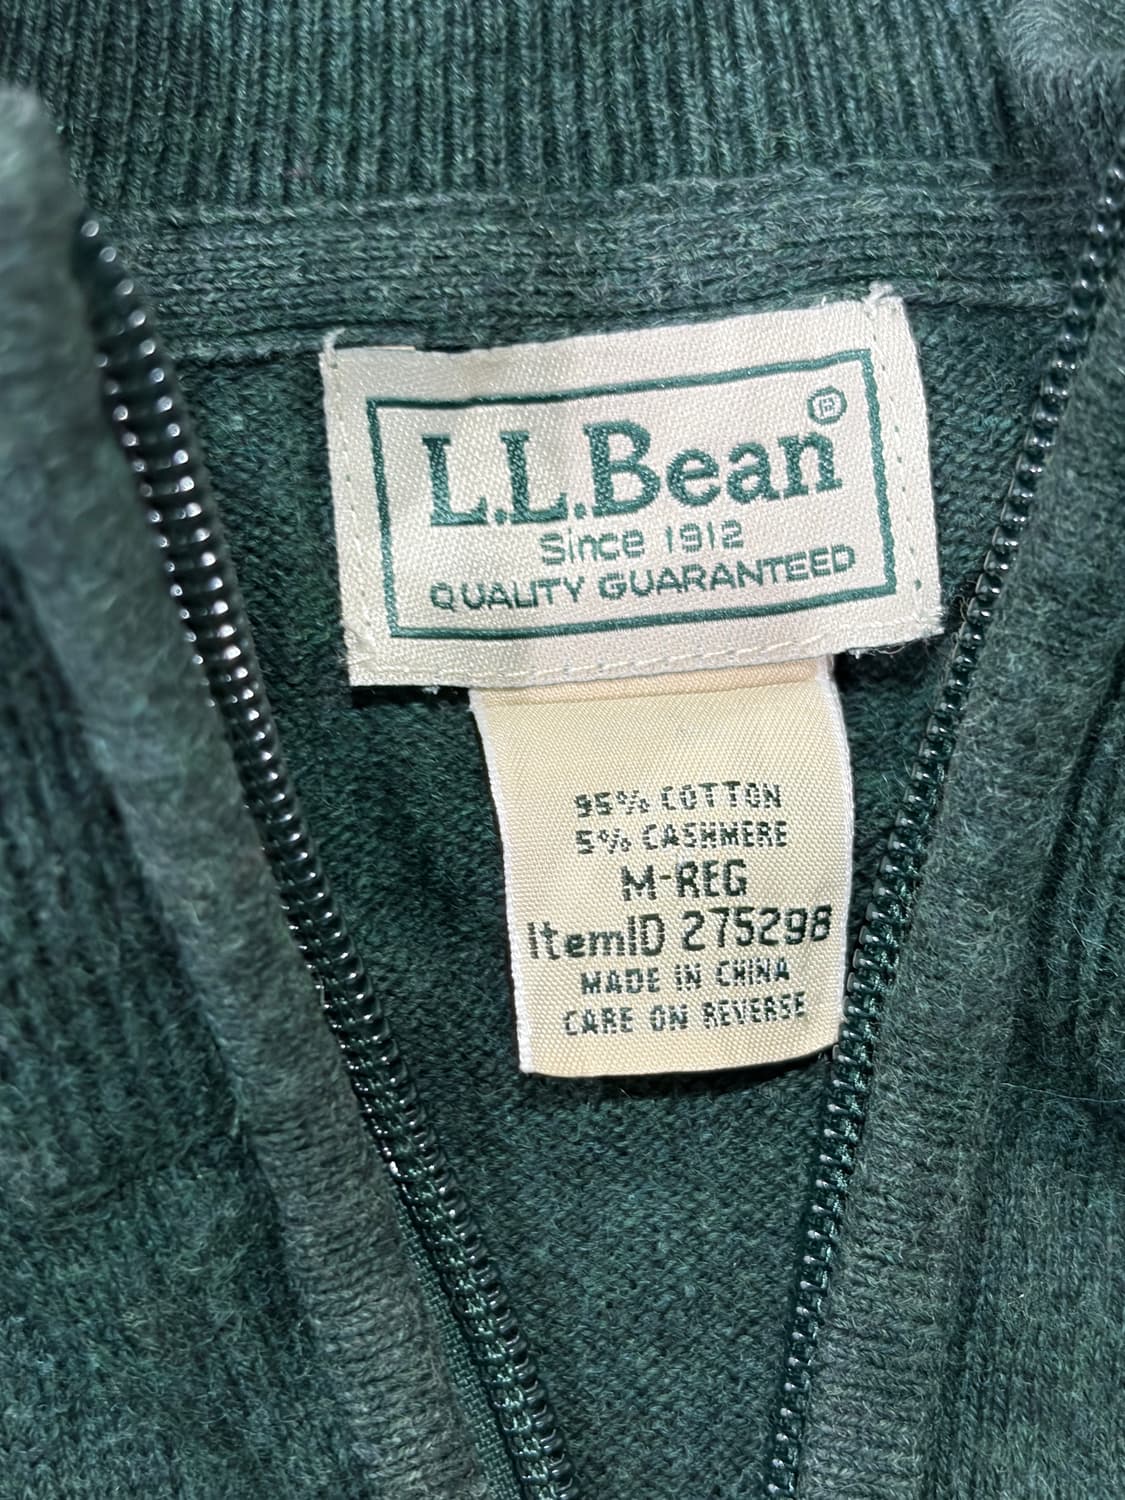 L.L.Bean®
Since 1912
QUALITY GUARANTEED
95% COTTON
5% CASHMERE
M-REG
ItemID 275298
MADE IN CHINA
CARE ON REVERSE